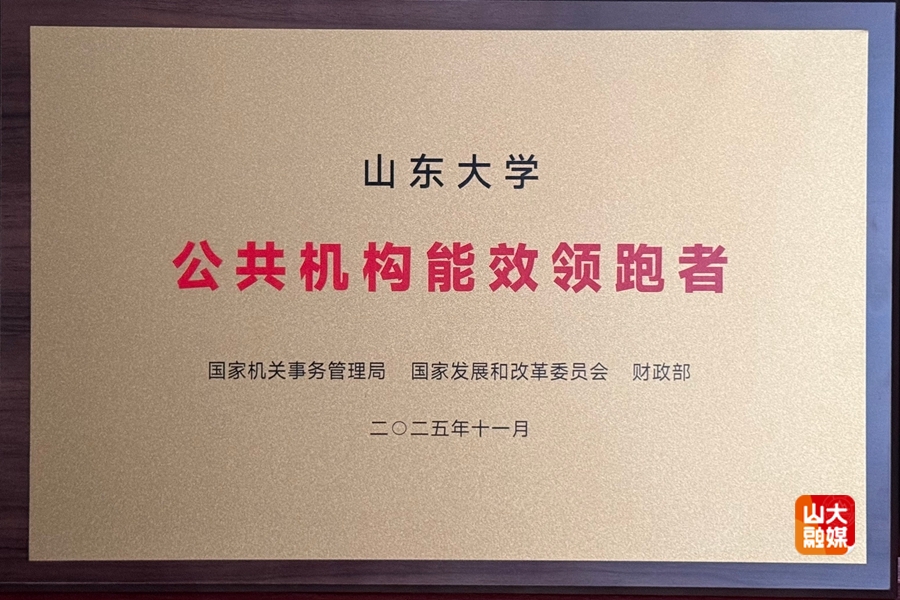 山东大学
公共机构能效领跑者
国家机关事务管理局 国家发展和改革委员会 财政部
二〇二五年十一月
山大
融媒